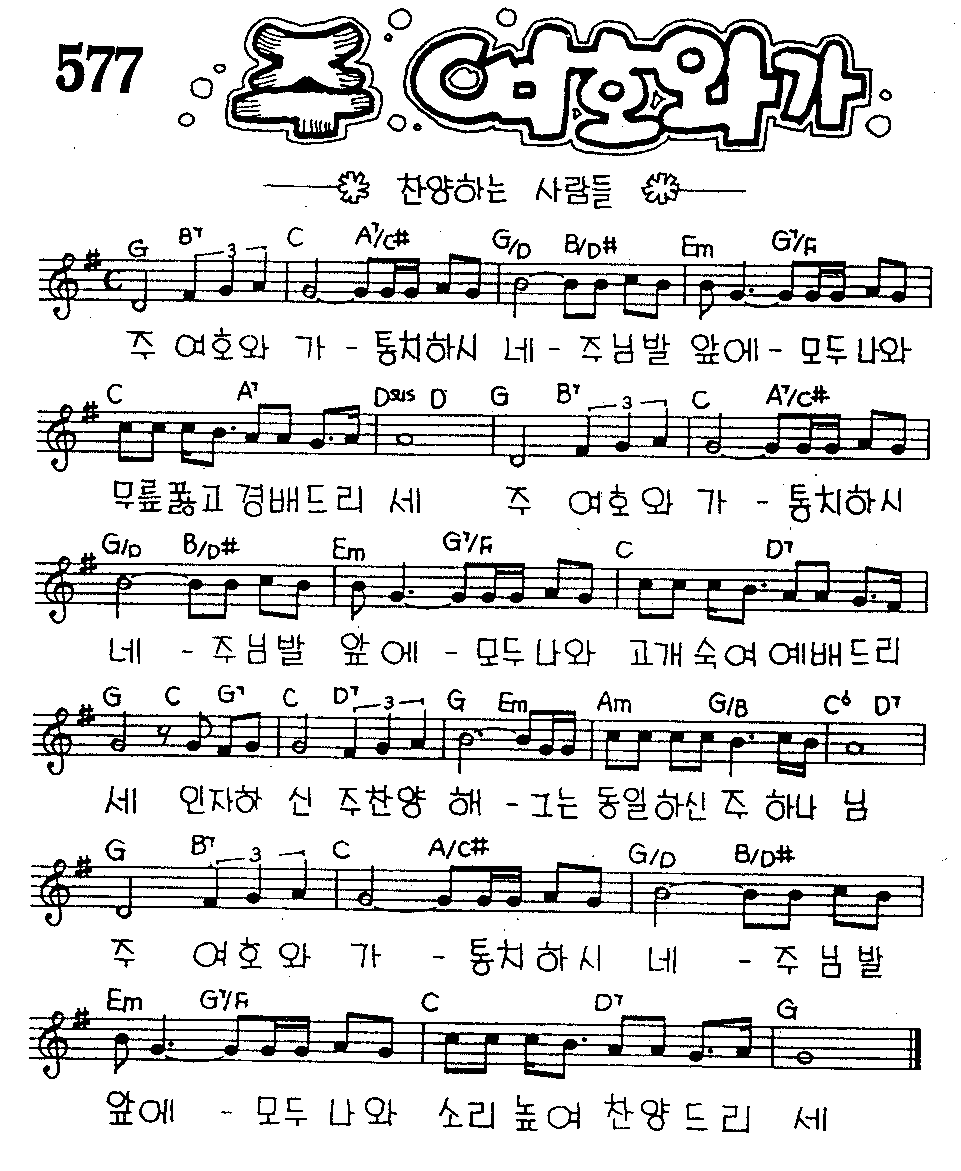 577 주 여호와가
찬양하는 사람들
G B7 3 C A7/C# G/D B/D# Em G7/F
주 여호와 가 - 통치하시 네 - 주님발 앞에 - 모두나와
C A7 Dsus D G B7 3 C A7/C#
무릎꿇고 경배드리 세 주 여호와 가 - 통치하시
G/D B/D# Em G7/F C D7
네 - 주님발 앞에 - 모두나와 고개숙여 예배드리
G C G7 C D7 3 G Em Am G/B C6 D7
세 인자하 신 주찬양 해 - 그는 동일하신 주 하나 님
G B7 3 C A/C# G/D B/D#
주 여호와 가 - 통치하시 네 - 주님발
Em G7/F C D7 G
앞에 - 모두나와 소리높여 찬양드리 세